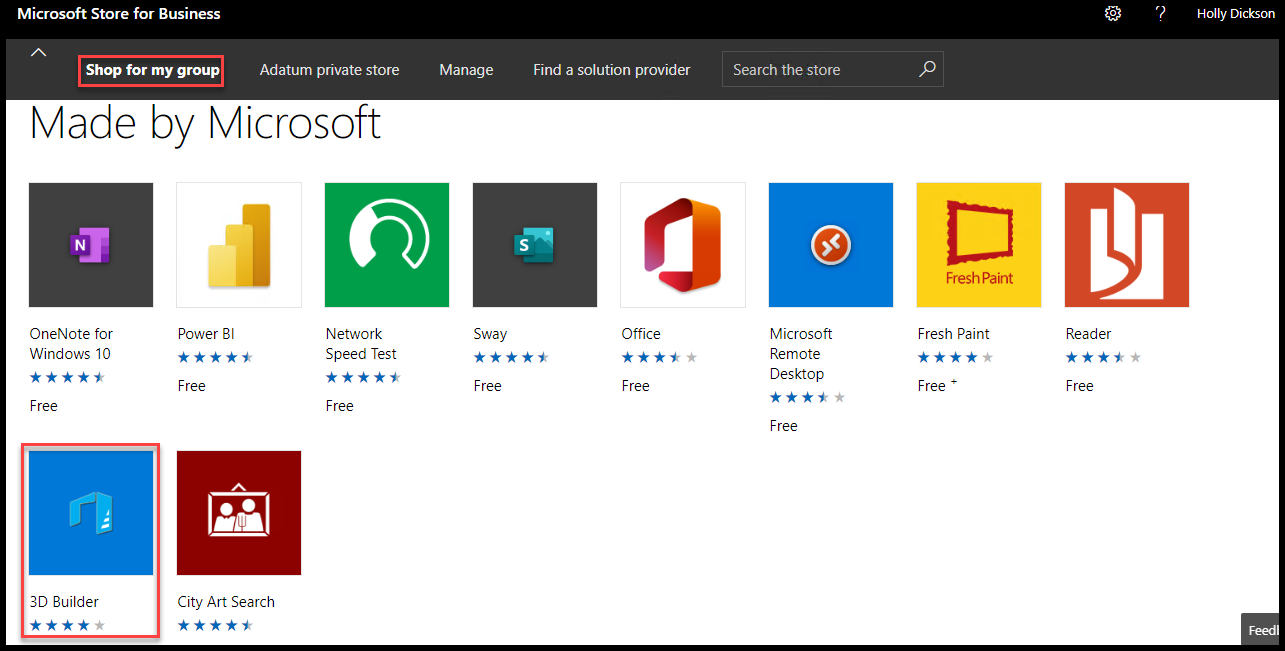 Microsoft Store for Business
? Holly Dickson
Shop for my group Adatum private store Manage Find a solution provider Search the store
Made by Microsoft
N
S
Fresh Paint
OneNote for
Windows 10
Free
Power BI
Free
Network
Speed Test
Free
Sway
Free
Office
Free
Microsoft
Remote
Desktop
Free
Fresh Paint
Free +
Reader
Free
3D Builder
City Art Search
Feedl